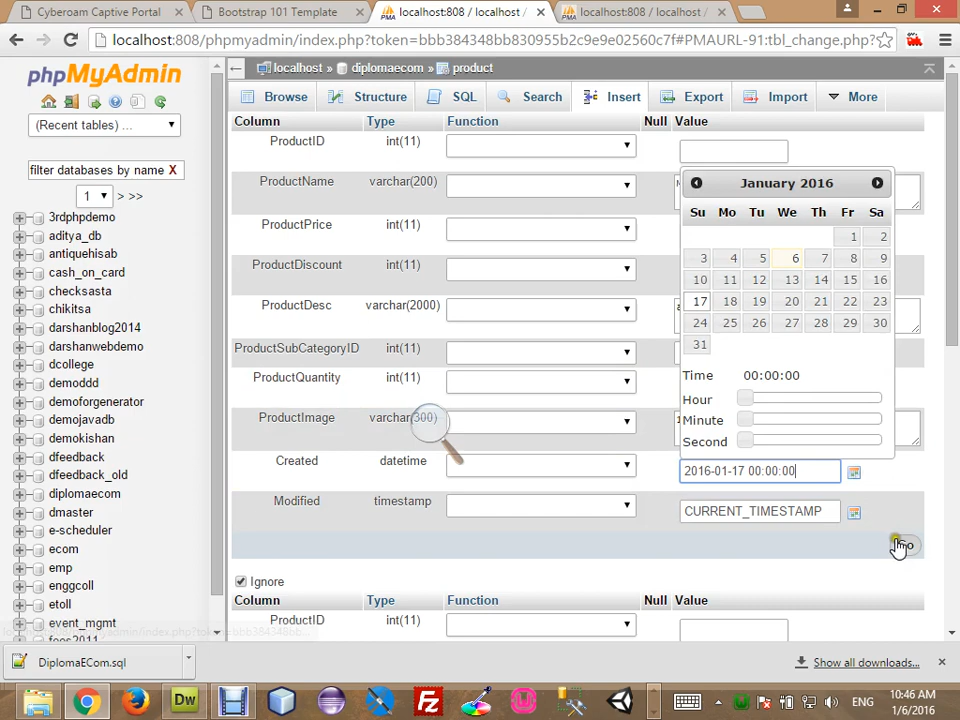 Cyberoam Captive Portal
Bootstrap 101 Template
localhost:808 / localhost /
localhost:808 / localhost /
localhost:808/phpmyadmin/index.php?token=bbb384348bb830955b2c9e9e02560c7f#PMAURL-91:tbl_change.php?
phpMyAdmin
(Recent tables) ...
filter databases by name X
1 > >>
3rdphpdemo
aditya_db
antiquehisab
cash_on_card
checksasta
chikitsa
darshanblog2014
darshanwebdemo
dcollege
demoddd
demoforgenerator
demojavadb
demokishan
dfeedback
dfeedback_old
diplomaecom
dmaster
e-scheduler
ecom
emp
enggcoll
etoll
event_mgmt
fees2011
localhost » diplomaecom » product
Browse Structure SQL Search Insert Export Import More
Column Type Function Null Value
ProductID int(11)
ProductName varchar(200)
ProductPrice int(11)
ProductDiscount int(11)
ProductDesc varchar(2000)
ProductSubCategoryID int(11)
ProductQuantity int(11)
ProductImage varchar(300)
Created datetime 2016-01-17 00:00:00
Modified timestamp CURRENT_TIMESTAMP
January 2016
Su Mo Tu We Th Fr Sa
1 2
3 4 5 6 7 8 9
10 11 12 13 14 15 16
17 18 19 20 21 22 23
24 25 26 27 28 29 30
31
Time 00:00:00
Hour
Minute
Second
Ignore
Column Type Function Null Value
ProductID int(11)
DiplomaECom.sql
Show all downloads...
ENG
10:46 AM
1/6/2016